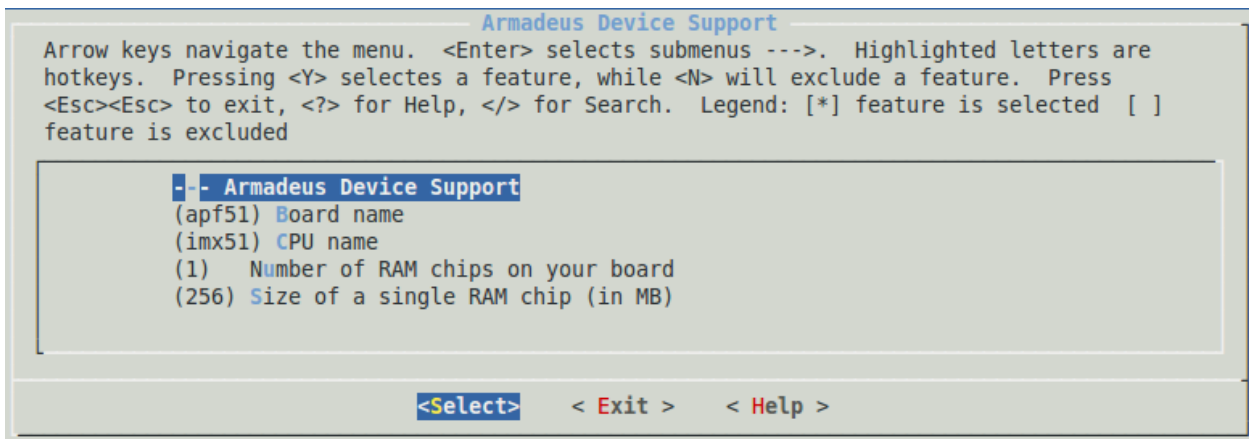 Armadeus Device Support
Arrow keys navigate the menu.  <Enter> selects submenus --->.  Highlighted letters are
hotkeys.  Pressing <Y> selectes a feature, while <N> will exclude a feature.  Press
<Esc><Esc> to exit, <?> for Help, </> for Search.  Legend: [*] feature is selected  [ ]
feature is excluded
--- Armadeus Device Support
(apf51) Board name
(imx51) CPU name
(1)   Number of RAM chips on your board
(256) Size of a single RAM chip (in MB)
<Select>    < Exit >    < Help >